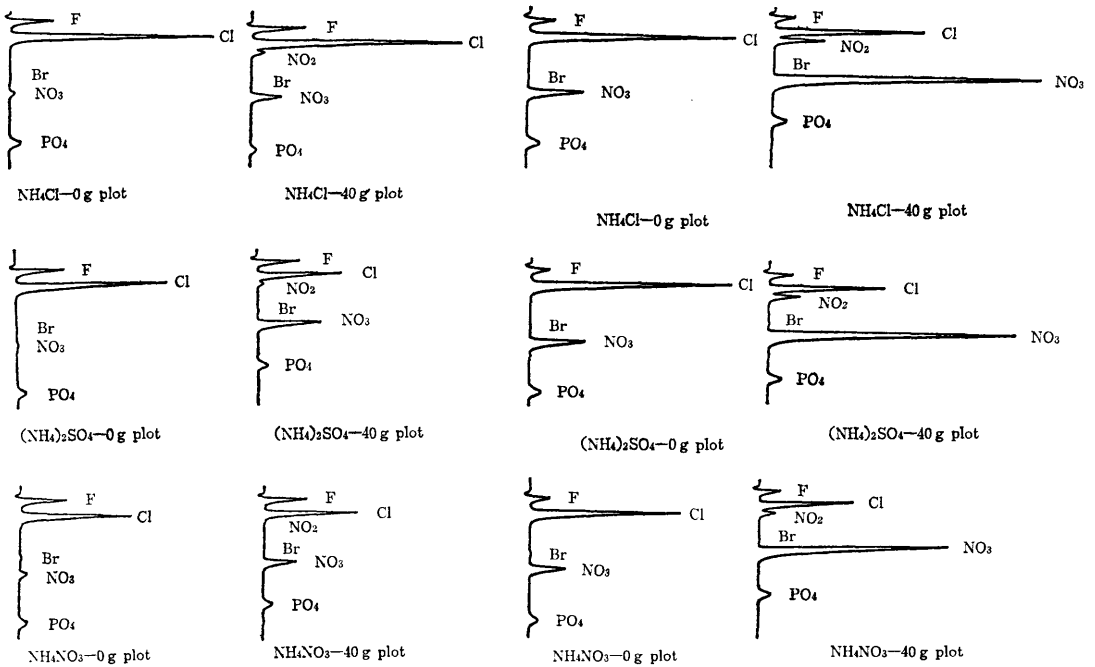 F
Cl
Br
NO₃
PO₄
NH₄Cl—0 g plot
F
Cl
NO₂
Br
NO₃
PO₄
NH₄Cl—40 g plot
F
Cl
NO₃
PO₄
NH₄Cl—0 g plot
F
Cl
NO₂
Br
NO₃
PO₄
NH₄Cl—40 g plot
F
Cl
Br
NO₃
PO₄
(NH₄)₂SO₄—0 g plot
F
Cl
NO₂
Br
NO₃
PO₄
(NH₄)₂SO₄—40 g plot
F
Cl
Br
NO₃
PO₄
(NH₄)₂SO₄—0 g plot
F
Cl
NO₂
Br
NO₃
PO₄
(NH₄)₂SO₄—40 g plot
F
Cl
Br
NO₃
PO₄
NH₄NO₃—0 g plot
F
Cl
NO₂
Br
NO₃
PO₄
NH₄NO₃—40 g plot
F
Cl
Br
NO₃
PO₄
NH₄NO₃—0 g plot
F
Cl
NO₂
Br
NO₃
PO₄
NH₄NO₃—40 g plot